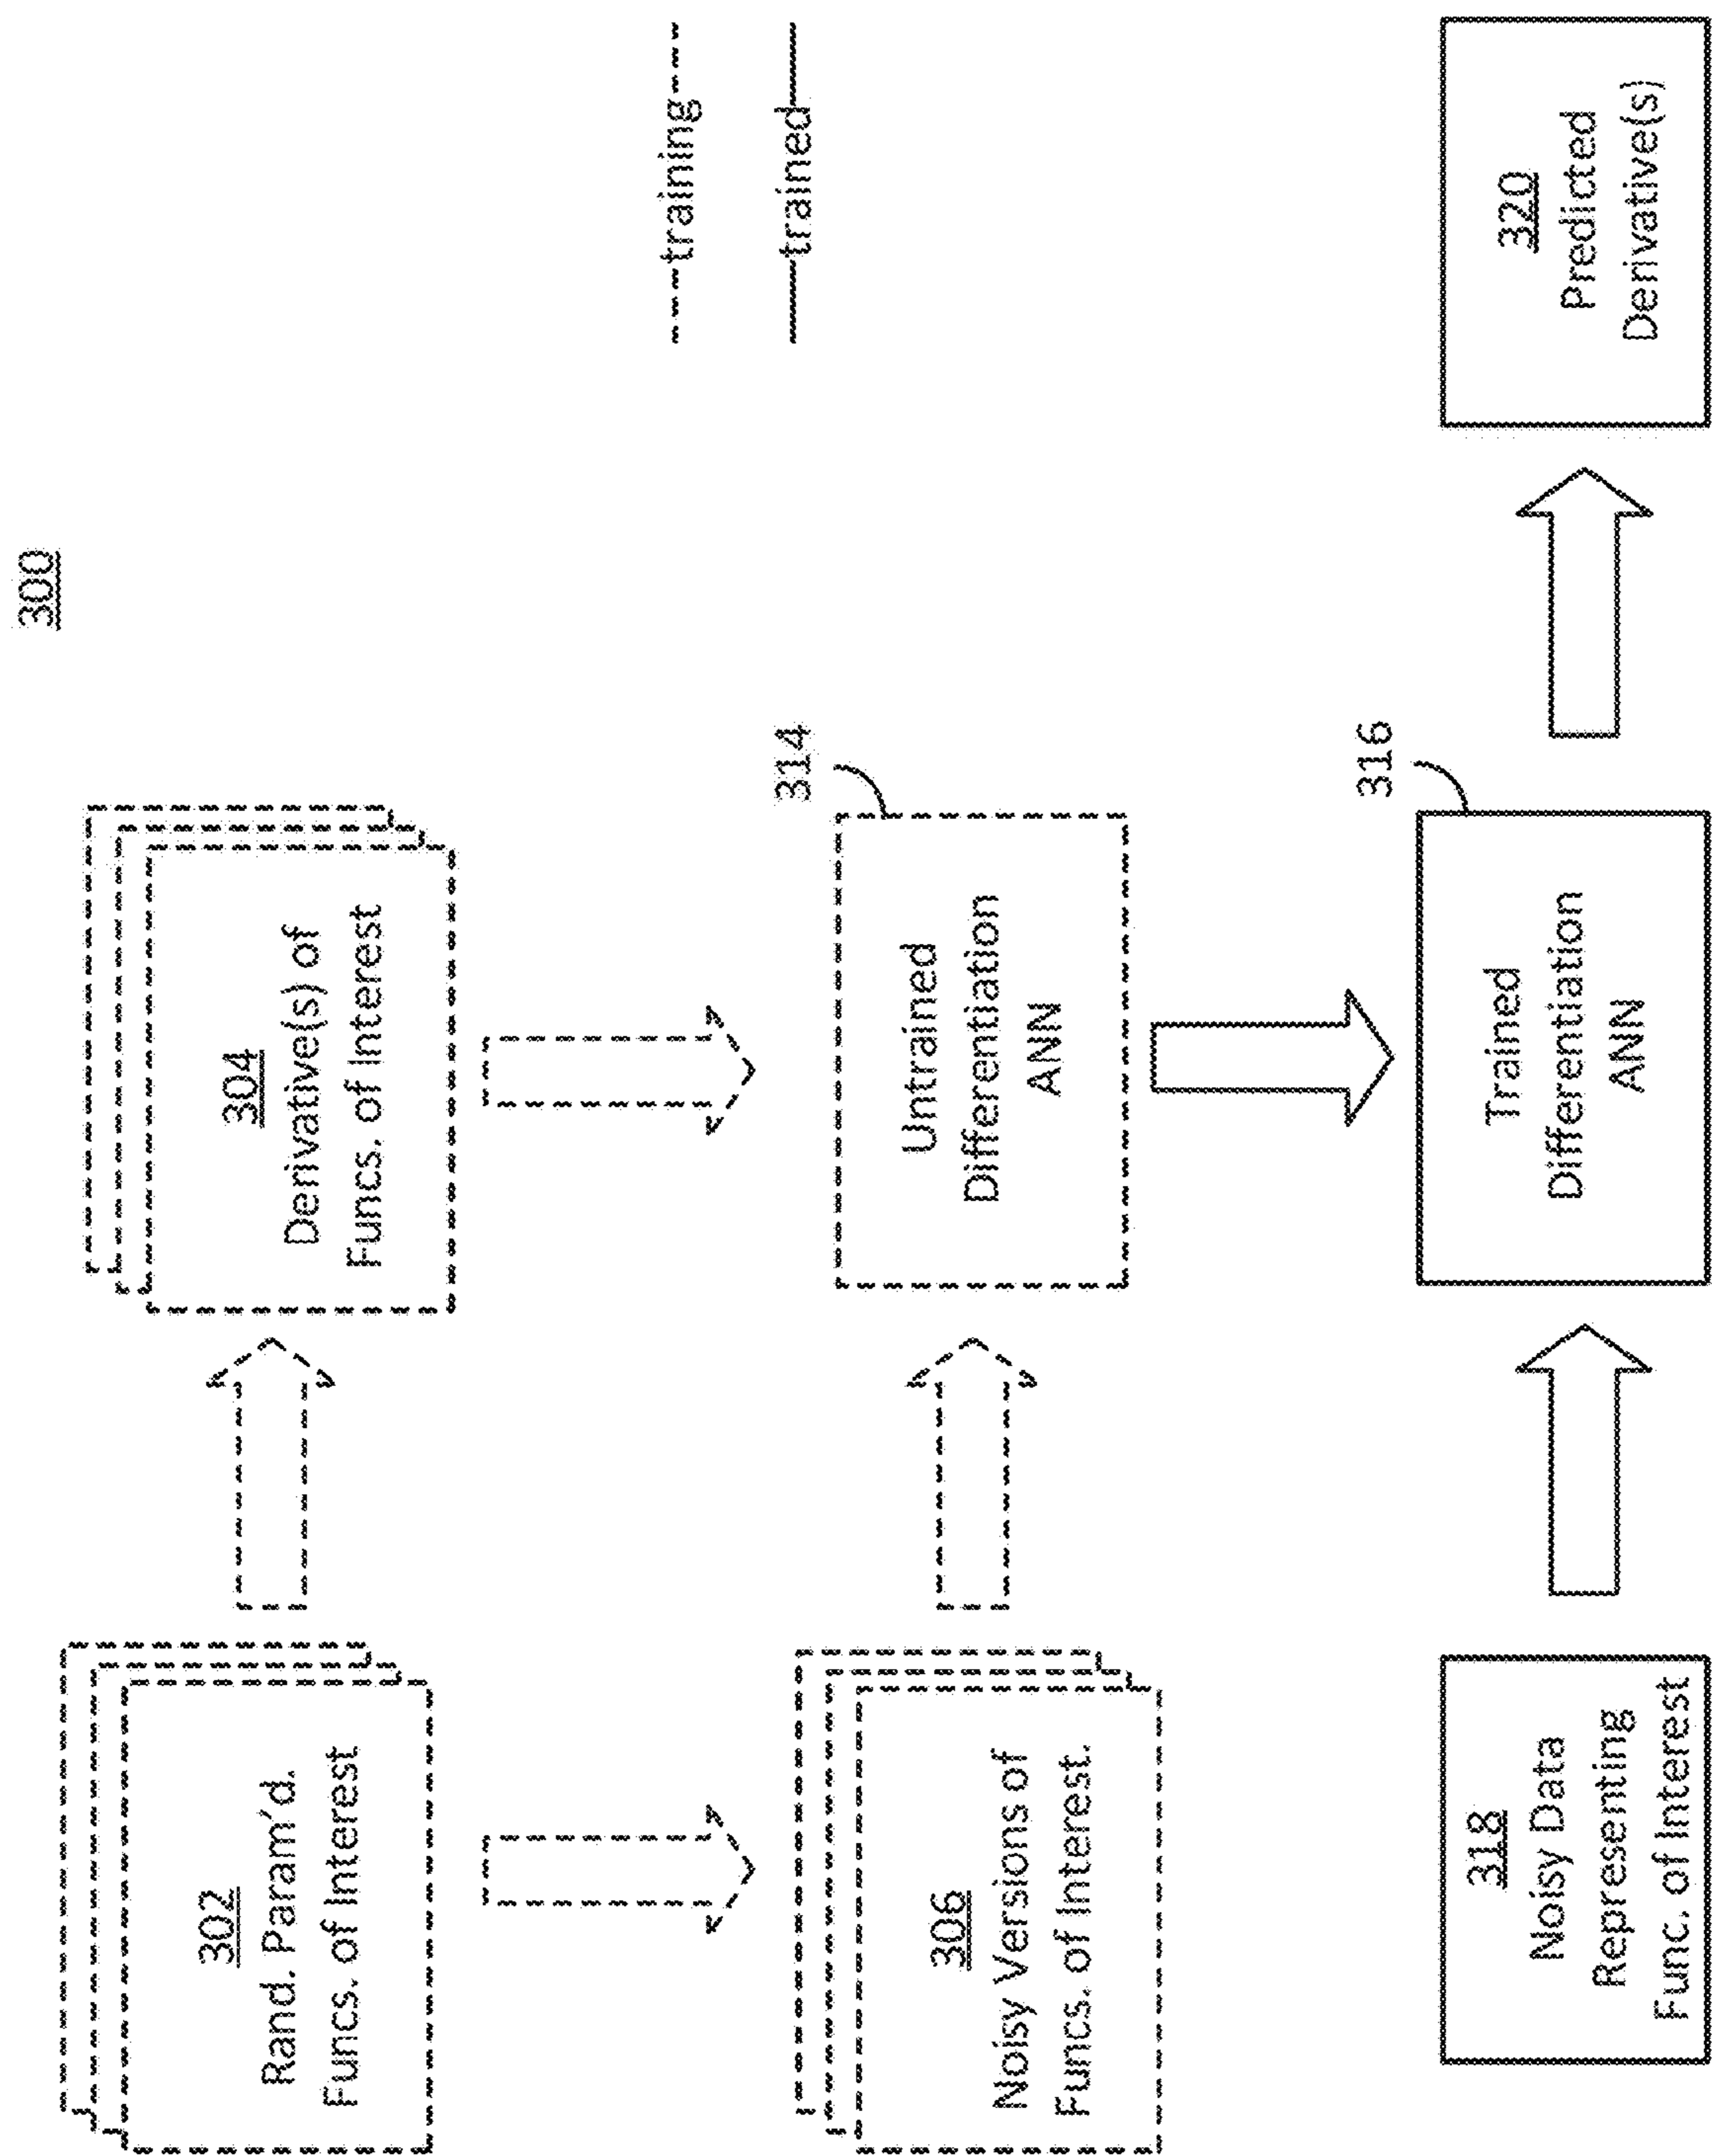 300
302
Rand. Param'd.
Funcs. of Interest
304
Derivative(s) of
Funcs. of Interest
---training---
——trained——
306
Noisy Versions of
Funcs. of Interest.
314
Untrained
Differentiation
ANN
318
Noisy Data
Representing
Func. of Interest
316
Trained
Differentiation
ANN
320
Predicted
Derivative(s)